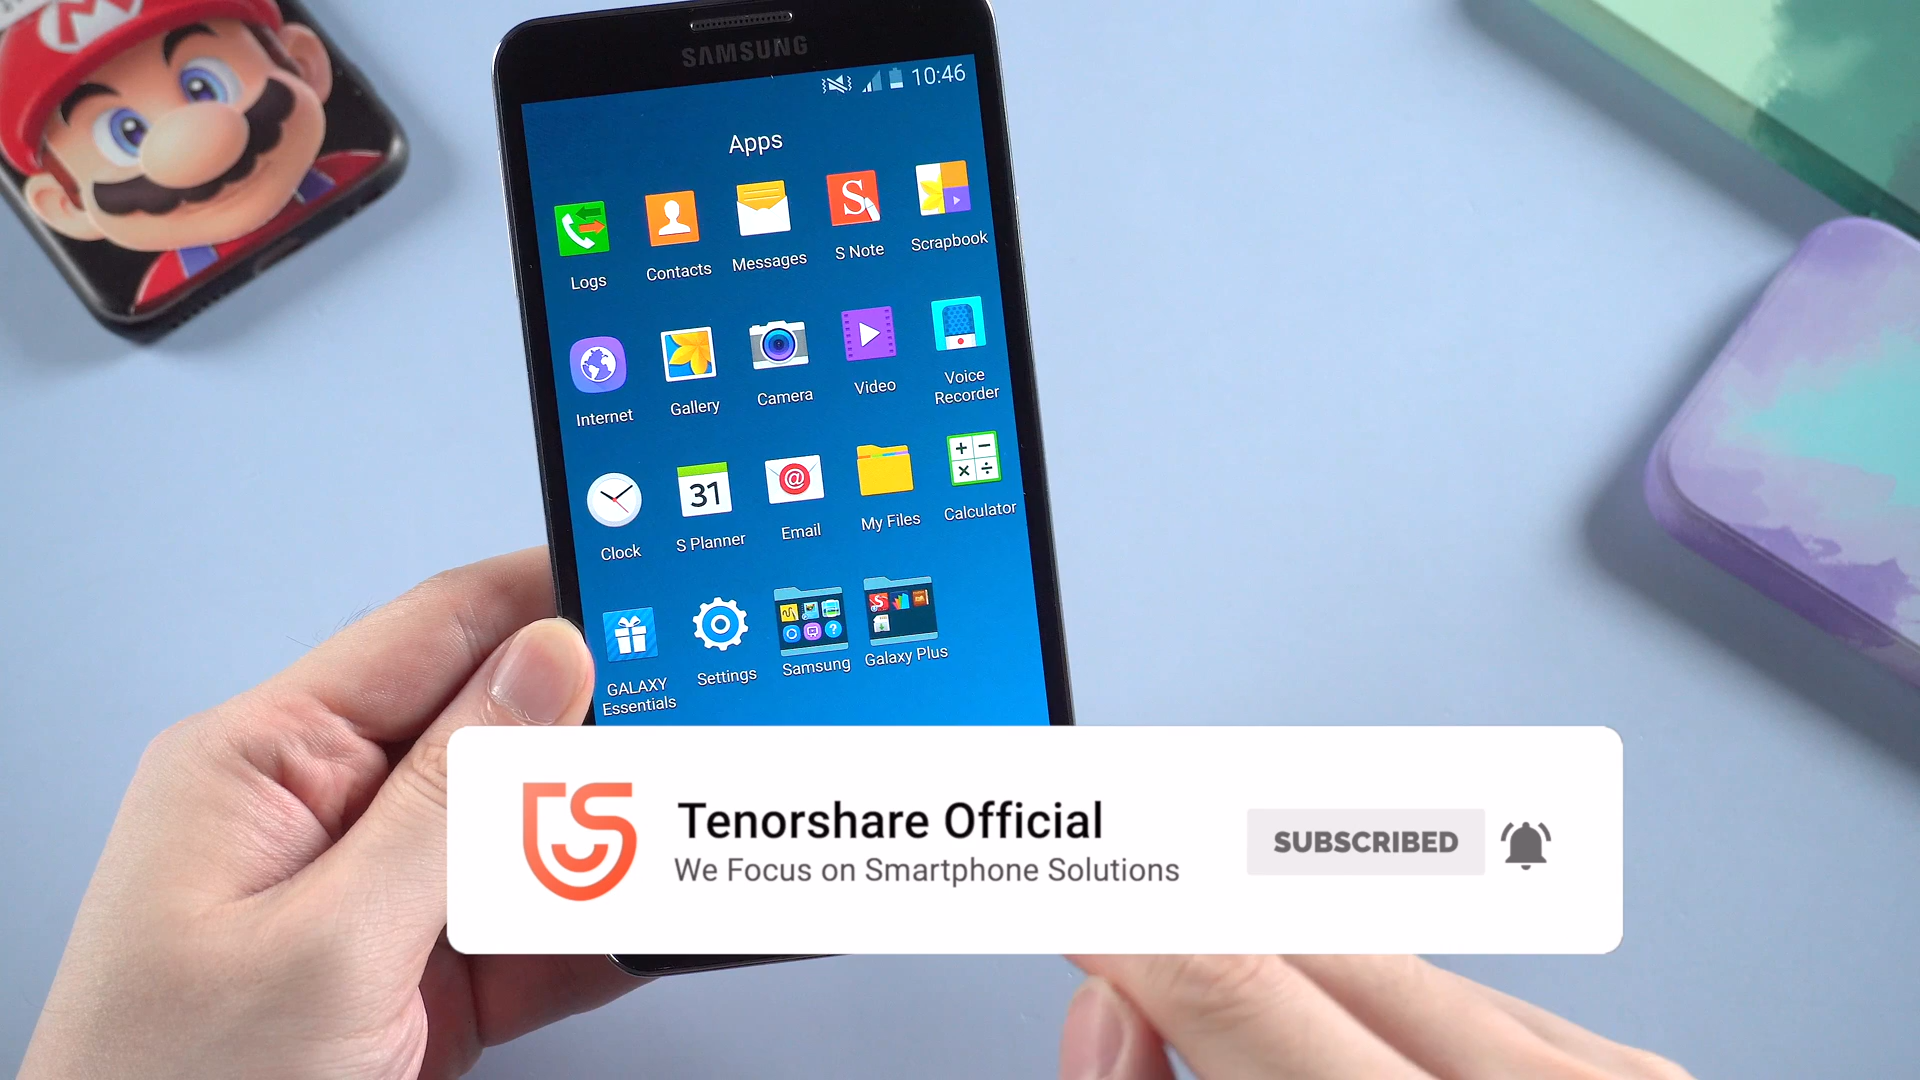 SAMSUNG
10:46
Apps
Logs
Contacts
Messages
S Note
Scrapbook
Internet
Gallery
Camera
Video
Voice
Recorder
Clock
31
S Planner
Email
My Files
Calculator
GALAXY
Essentials
Settings
Samsung
Galaxy Plus
Tenorshare Official
We Focus on Smartphone Solutions
SUBSCRIBED